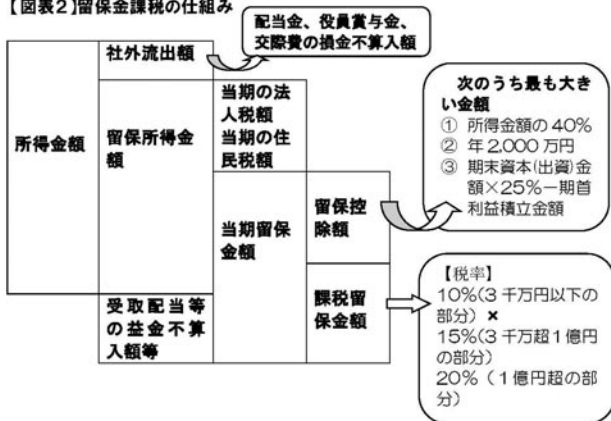 【図表2】留保金課税の仕組み
配当金、役員賞与金、
交際費の損金不算入額
社外流出額
所得金額
留保所得金
額
当期の法
人税額
当期の住
民税額
次のうち最も大き
い金額
① 所得金額の40%
② 年2,000万円
③ 期末資本(出資)金
額×25%－期首
利益積立金額
当期留保
金額
留保控
除額
課税留
保金額
受取配当等
の益金不算
入額等
【税率】
10%(3千万円以下の
部分) ×
15%(3千万超1億円
の部分)
20%(1億円超の部
分)